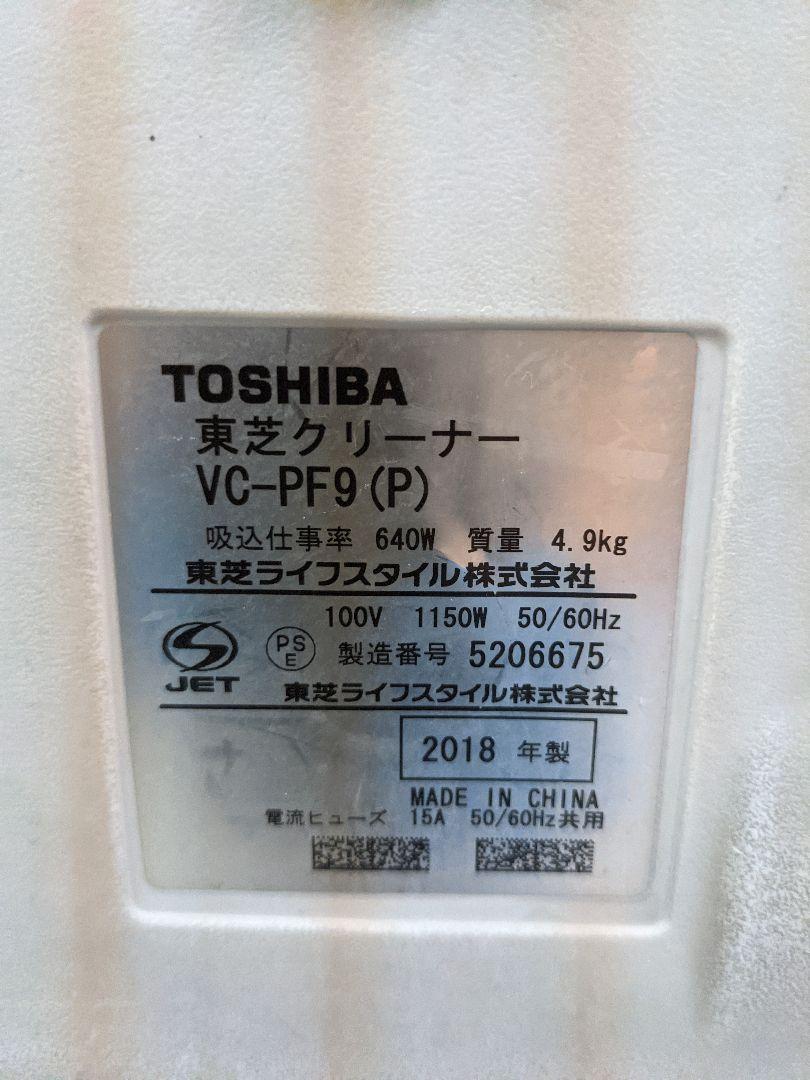 TOSHIBA
東芝クリーナー
VC-PF9(P)
吸込仕事率 640W 質量 4.9kg
東芝ライフスタイル株式会社
100V 1150W 50/60Hz
JET PS E 製造番号 5206675
東芝ライフスタイル株式会社
2018 年製
MADE IN CHINA
電流ヒューズ 15A 50/60Hz共用